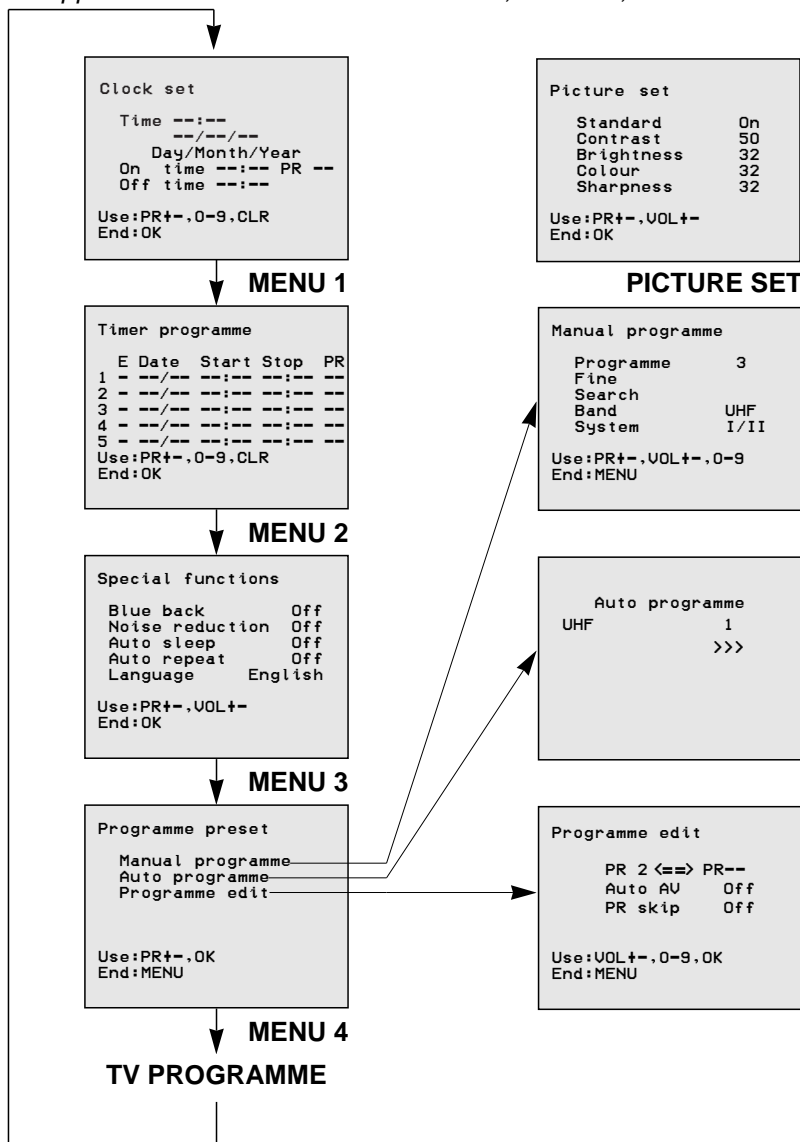 Clock set
Time --:--
--/--/--
Day/Month/Year
On time --:-- PR --
Off time --:--
Use:PR+-,0-9,CLR
End:OK
MENU 1
Timer programme
E Date Start Stop PR
1 - --/-- --:-- --:-- --
2 - --/-- --:-- --:-- --
3 - --/-- --:-- --:-- --
4 - --/-- --:-- --:-- --
5 - --/-- --:-- --:-- --
Use:PR+-,0-9,CLR
End:OK
MENU 2
Special functions
Blue back Off
Noise reduction Off
Auto sleep Off
Auto repeat Off
Language English
Use:PR+-,VOL+-
End:OK
MENU 3
Programme preset
Manual programme
Auto programme
Programme edit
Use:PR+-,OK
End:MENU
MENU 4
TV PROGRAMME
Picture set
Standard On
Contrast 50
Brightness 32
Colour 32
Sharpness 32
Use:PR+-,VOL+-
End:OK
PICTURE SET
Manual programme
Programme 3
Fine
Search
Band UHF
System I/II
Use:PR+-,VOL+-,0-9
End:MENU
Auto programme
UHF 1
>>>
Programme edit
PR 2 <==> PR--
Auto AV Off
PR skip Off
Use:VOL+-,0-9,OK
End:MENU